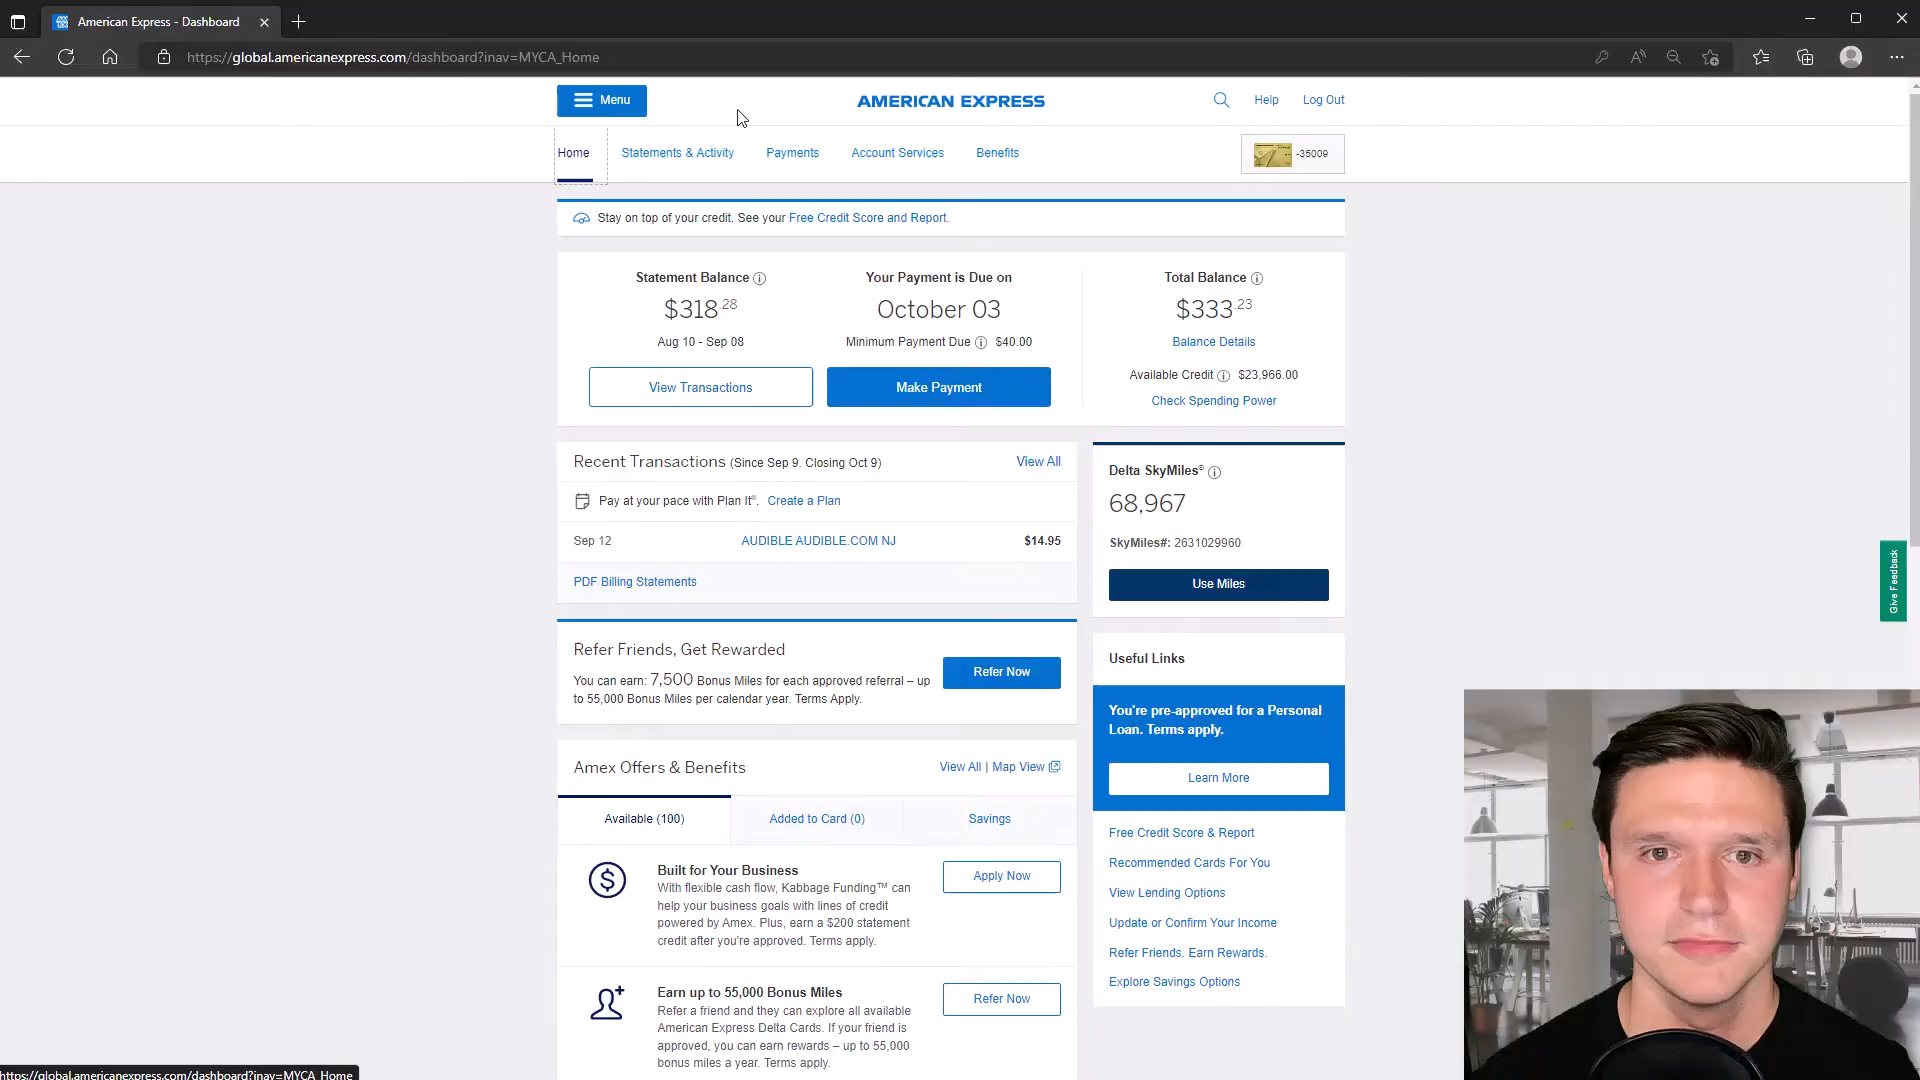 American Express - Dashboard
https://global.americanexpress.com/dashboard?inav=MYCA_Home
Menu
AMERICAN EXPRESS
Help
Log Out
Home
Statements & Activity
Payments
Account Services
Benefits
-35009
Stay on top of your credit. See your Free Credit Score and Report.
Statement Balance
$318.28
Aug 10 - Sep 08
View Transactions
Your Payment is Due on
October 03
Minimum Payment Due $40.00
Make Payment
Total Balance
$333.23
Balance Details
Available Credit $23,966.00
Check Spending Power
Recent Transactions (Since Sep 9. Closing Oct 9)
View All
Pay at your pace with Plan It®. Create a Plan
Sep 12 AUDIBLE AUDIBLE.COM NJ $14.95
PDF Billing Statements
Delta SkyMiles®
68,967
SkyMiles#: 2631029960
Use Miles
Refer Friends, Get Rewarded
You can earn: 7,500 Bonus Miles for each approved referral – up
to 55,000 Bonus Miles per calendar year. Terms Apply.
Refer Now
Useful Links
You're pre-approved for a Personal
Loan. Terms apply.
Learn More
Free Credit Score & Report
Recommended Cards For You
View Lending Options
Update or Confirm Your Income
Refer Friends. Earn Rewards.
Explore Savings Options
Amex Offers & Benefits
View All | Map View
Available (100)
Added to Card (0)
Savings
Built for Your Business
With flexible cash flow, Kabbage Funding™ can
help your business goals with lines of credit
powered by Amex. Plus, earn a $200 statement
credit after you're approved. Terms apply.
Apply Now
Earn up to 55,000 Bonus Miles
Refer a friend and they can explore all available
American Express Delta Cards. If your friend is
approved, you can earn rewards – up to 55,000
bonus miles a year. Terms apply.
Refer Now
Give Feedback
https://global.americanexpress.com/dashboard?inav=MYCA_Home